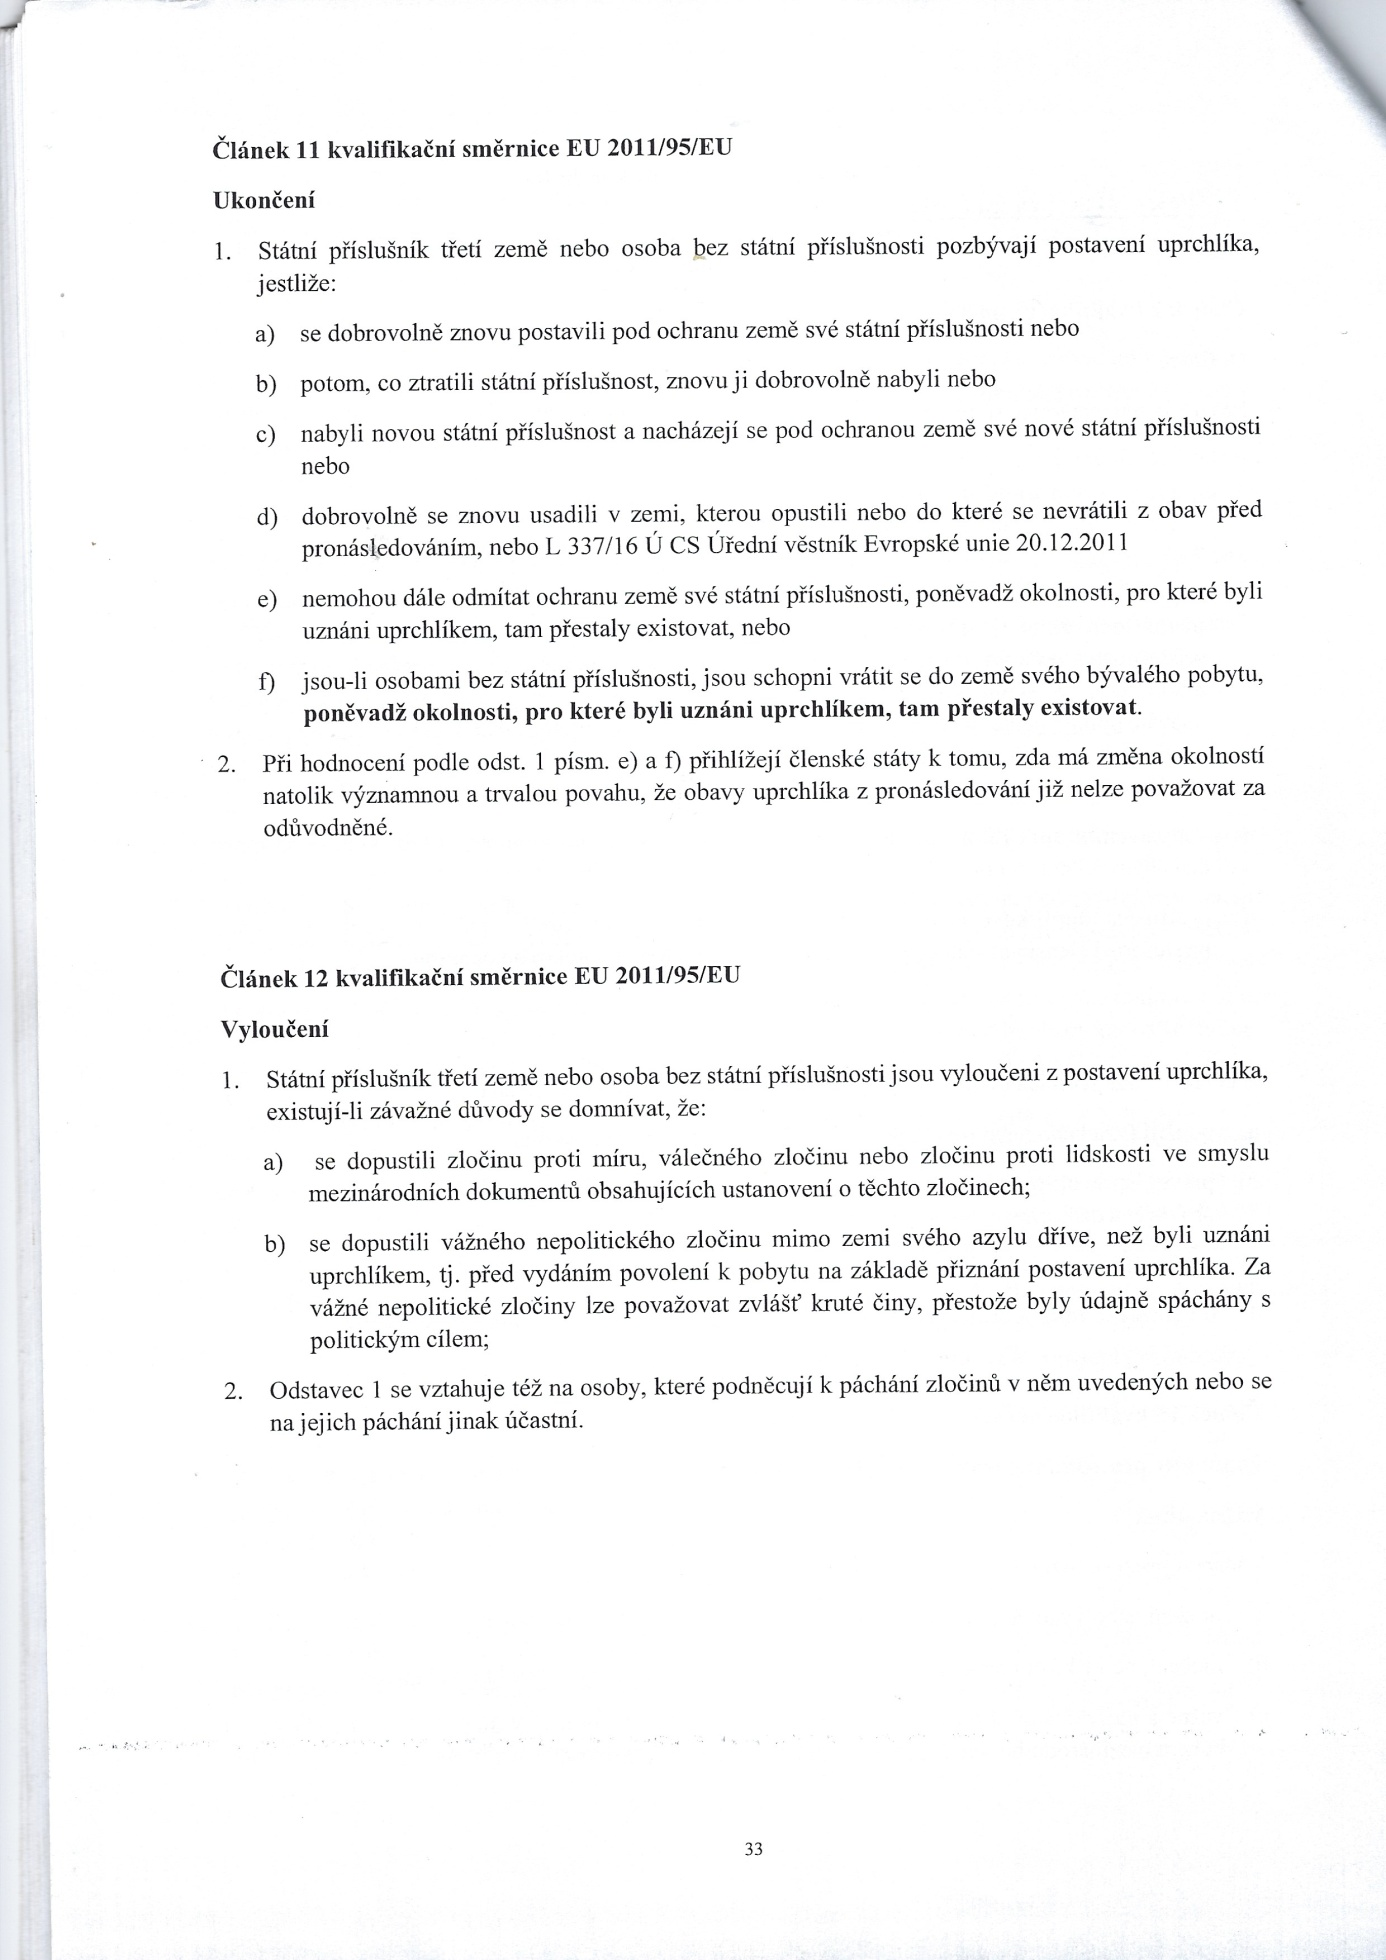 Článek 11 kvalifikační směrnice EU 2011/95/EU
Ukončení
1. Státní příslušník třetí země nebo osoba bez státní příslušnosti pozbývají postavení uprchlíka,
jestliže:
a) se dobrovolně znovu postavili pod ochranu země své státní příslušnosti nebo
b) potom, co ztratili státní příslušnost, znovu ji dobrovolně nabyli nebo
c) nabyli novou státní příslušnost a nacházejí se pod ochranou země své nové státní příslušnosti
nebo
d) dobrovolně se znovu usadili v zemi, kterou opustili nebo do které se nevrátili z obav před
pronásledováním, nebo L 337/16 Ú CS Úřední věstník Evropské unie 20.12.2011
e) nemohou dále odmítat ochranu země své státní příslušnosti, poněvadž okolnosti, pro které byli
uznáni uprchlíkem, tam přestaly existovat, nebo
f) jsou-li osobami bez státní příslušnosti, jsou schopni vrátit se do země svého bývalého pobytu,
poněvadž okolnosti, pro které byli uznáni uprchlíkem, tam přestaly existovat.
2. Při hodnocení podle odst. 1 písm. e) a f) přihlížejí členské státy k tomu, zda má změna okolností
natolik významnou a trvalou povahu, že obavy uprchlíka z pronásledování již nelze považovat za
odůvodněné.
Článek 12 kvalifikační směrnice EU 2011/95/EU
Vyloučení
1. Státní příslušník třetí země nebo osoba bez státní příslušnosti jsou vyloučeni z postavení uprchlíka,
existují-li závažné důvody se domnívat, že:
a) se dopustili zločinu proti míru, válečného zločinu nebo zločinu proti lidskosti ve smyslu
mezinárodních dokumentů obsahujících ustanovení o těchto zločinech;
b) se dopustili vážného nepolitického zločinu mimo zemi svého azylu dříve, než byli uznáni
uprchlíkem, tj. před vydáním povolení k pobytu na základě přiznání postavení uprchlíka. Za
vážné nepolitické zločiny lze považovat zvlášť kruté činy, přestože byly údajně spáchány s
politickým cílem;
2. Odstavec 1 se vztahuje též na osoby, které podněcují k páchání zločinů v něm uvedených nebo se
na jejich páchání jinak účastní.
33